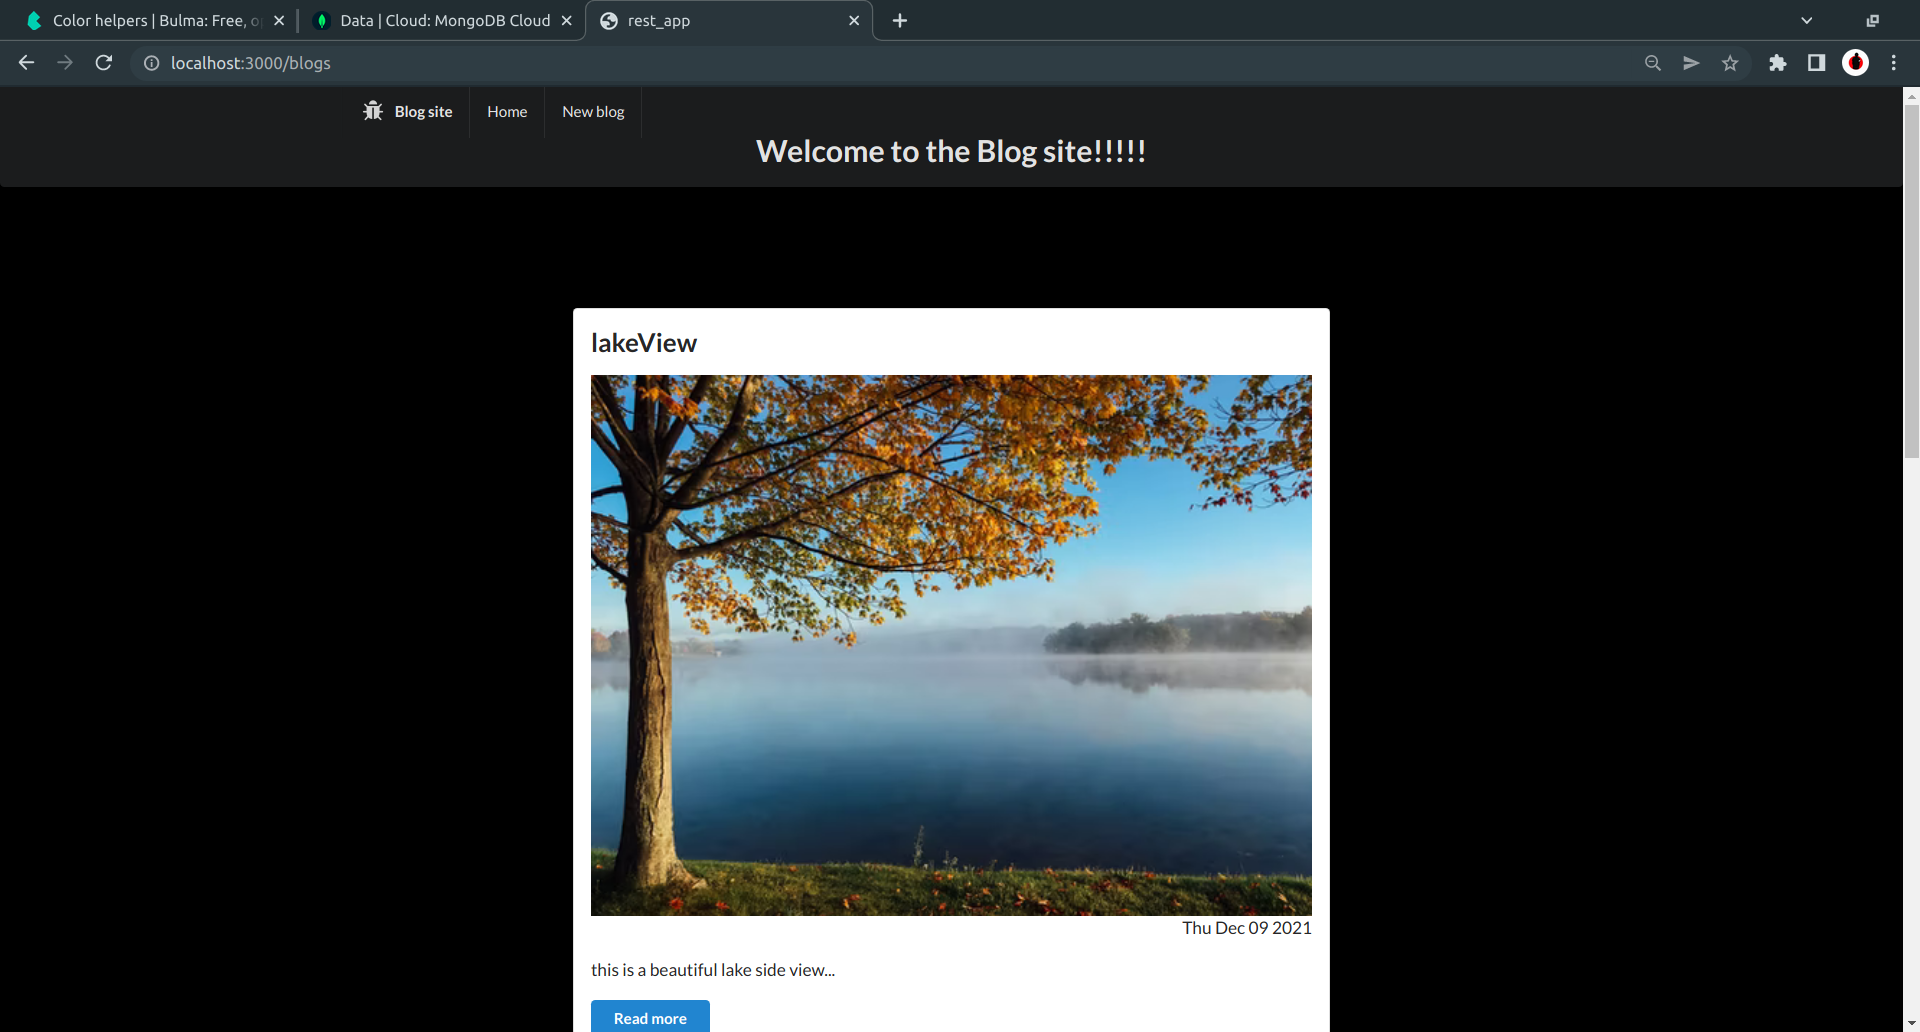 Color helpers | Bulma: Free, o
Data | Cloud: MongoDB Cloud
rest_app
localhost:3000/blogs
Blog site
Home
New blog
Welcome to the Blog site!!!!!
lakeView
Thu Dec 09 2021
this is a beautiful lake side view...
Read more